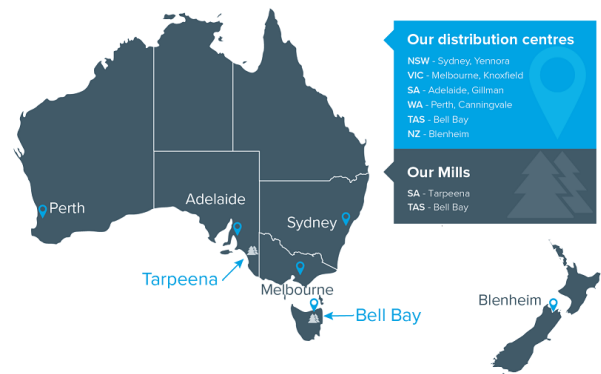 Our distribution centres
NSW - Sydney, Yennora
VIC - Melbourne, Knoxfield
SA - Adelaide, Gillman
WA - Perth, Canningvale
TAS - Bell Bay
NZ - Blenheim
Our Mills
SA - Tarpeena
TAS - Bell Bay
Perth
Adelaide
Sydney
Tarpeena
Melbourne
Bell Bay
Blenheim